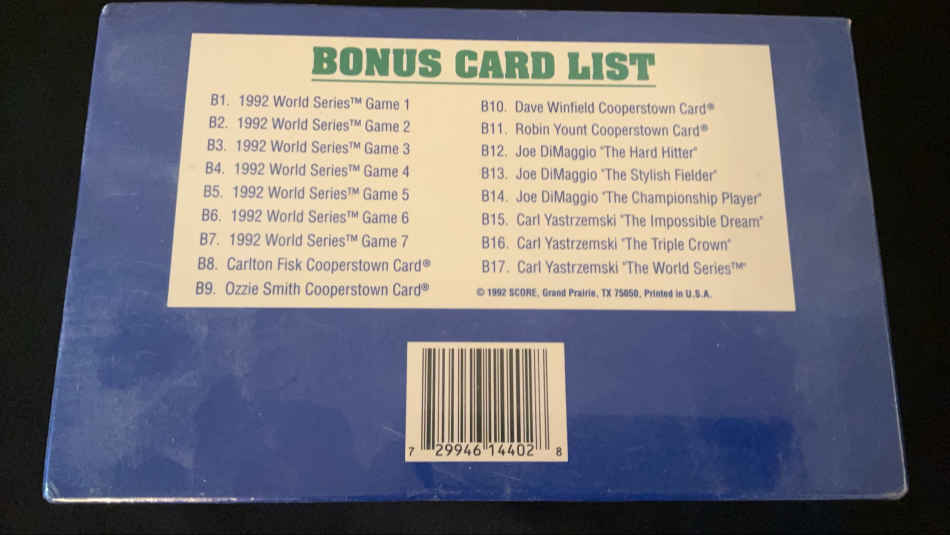 BONUS CARD LIST
B1. 1992 World Series™ Game 1
B2. 1992 World Series™ Game 2
B3. 1992 World Series™ Game 3
B4. 1992 World Series™ Game 4
B5. 1992 World Series™ Game 5
B6. 1992 World Series™ Game 6
B7. 1992 World Series™ Game 7
B8. Carlton Fisk Cooperstown Card®
B9. Ozzie Smith Cooperstown Card®
B10. Dave Winfield Cooperstown Card®
B11. Robin Yount Cooperstown Card®
B12. Joe DiMaggio "The Hard Hitter"
B13. Joe DiMaggio "The Stylish Fielder"
B14. Joe DiMaggio "The Championship Player"
B15. Carl Yastrzemski "The Impossible Dream"
B16. Carl Yastrzemski "The Triple Crown"
B17. Carl Yastrzemski "The World Series™"
© 1992 SCORE, Grand Prairie, TX 75050, Printed in U.S.A.
7 29946 14402 8